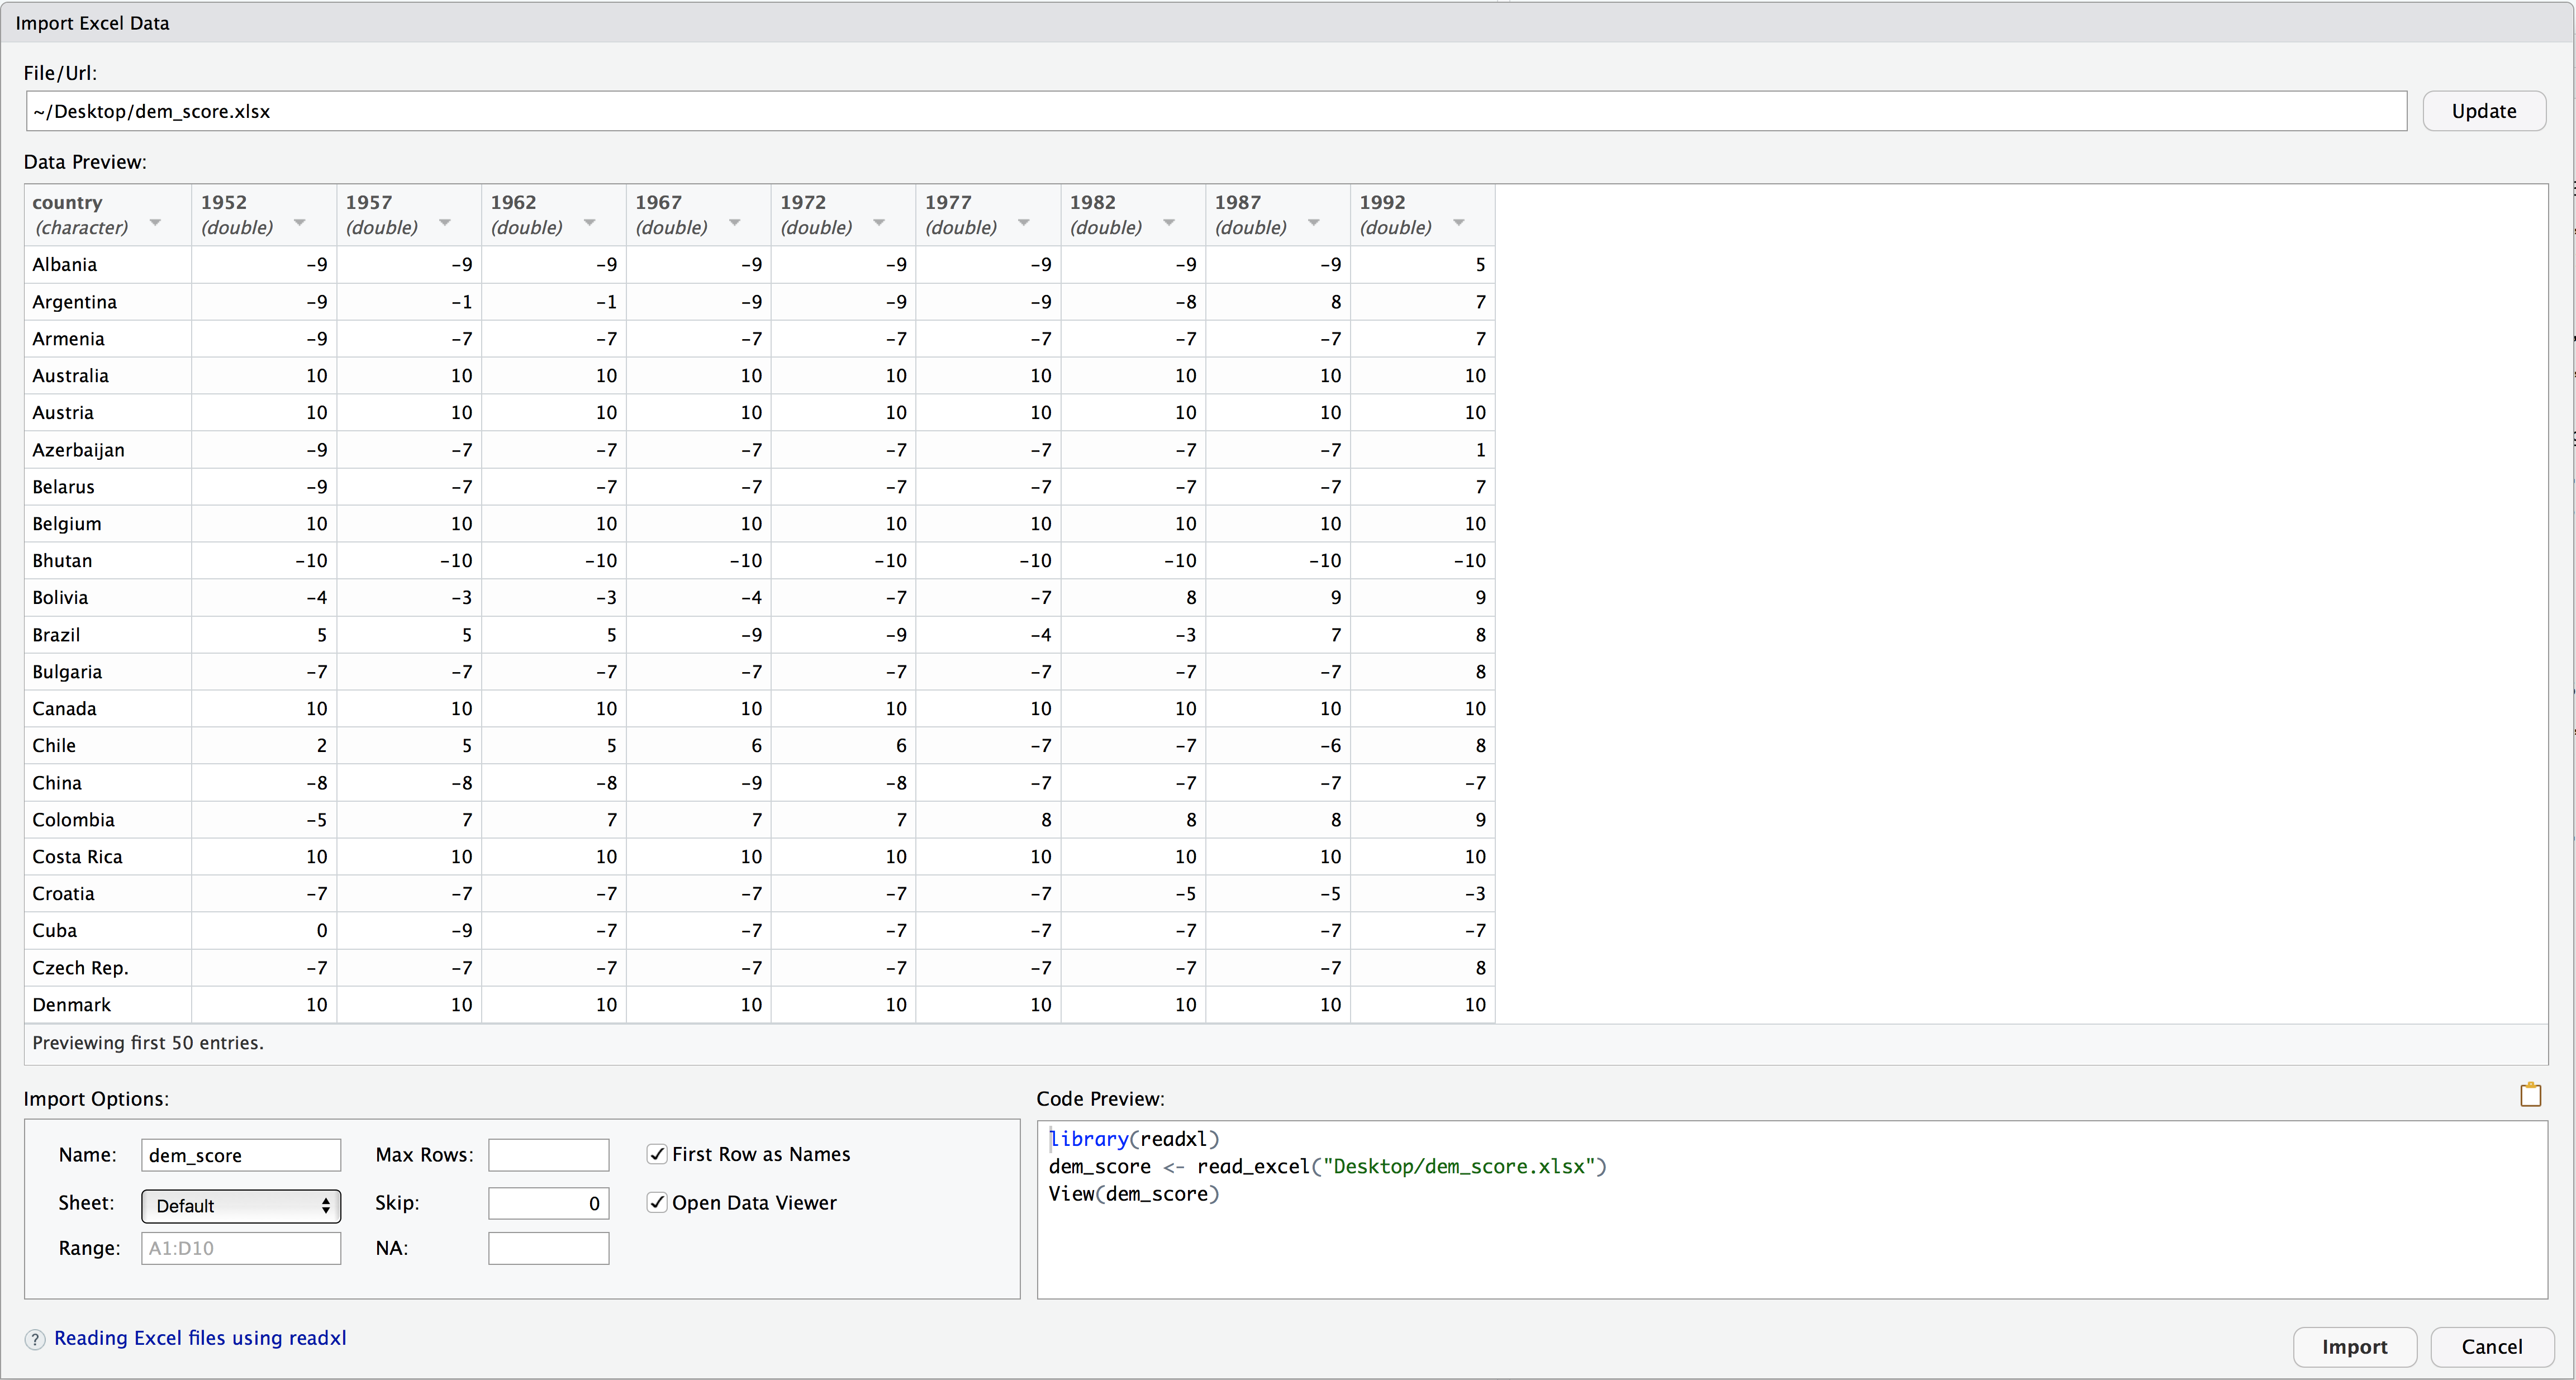 Import Excel Data
File/Url:
~/Desktop/dem_score.xlsx Update
Data Preview:
country 1952 1957 1962 1967 1972 1977 1982 1987 1992
(character) (double) (double) (double) (double) (double) (double) (double) (double) (double)
Albania -9 -9 -9 -9 -9 -9 -9 -9 5
Argentina -9 -1 -1 -9 -9 -9 -8 8 7
Armenia -9 -7 -7 -7 -7 -7 -7 -7 7
Australia 10 10 10 10 10 10 10 10 10
Austria 10 10 10 10 10 10 10 10 10
Azerbaijan -9 -7 -7 -7 -7 -7 -7 -7 1
Belarus -9 -7 -7 -7 -7 -7 -7 -7 7
Belgium 10 10 10 10 10 10 10 10 10
Bhutan -10 -10 -10 -10 -10 -10 -10 -10 -10
Bolivia -4 -3 -3 -4 -7 -7 8 9 9
Brazil 5 5 5 -9 -9 -4 -3 7 8
Bulgaria -7 -7 -7 -7 -7 -7 -7 -7 8
Canada 10 10 10 10 10 10 10 10 10
Chile 2 5 5 6 6 -7 -7 -6 8
China -8 -8 -8 -9 -8 -7 -7 -7 -7
Colombia -5 7 7 7 7 8 8 8 9
Costa Rica 10 10 10 10 10 10 10 10 10
Croatia -7 -7 -7 -7 -7 -7 -5 -5 -3
Cuba 0 -9 -7 -7 -7 -7 -7 -7 -7
Czech Rep. -7 -7 -7 -7 -7 -7 -7 -7 8
Denmark 10 10 10 10 10 10 10 10 10
Previewing first 50 entries.
Import Options:
Name: dem_score Max Rows: First Row as Names
Sheet: Default Skip: 0 Open Data Viewer
Range: A1:D10 NA:
Code Preview:
library(readxl)
dem_score <- read_excel("Desktop/dem_score.xlsx")
View(dem_score)
? Reading Excel files using readxl
Import Cancel